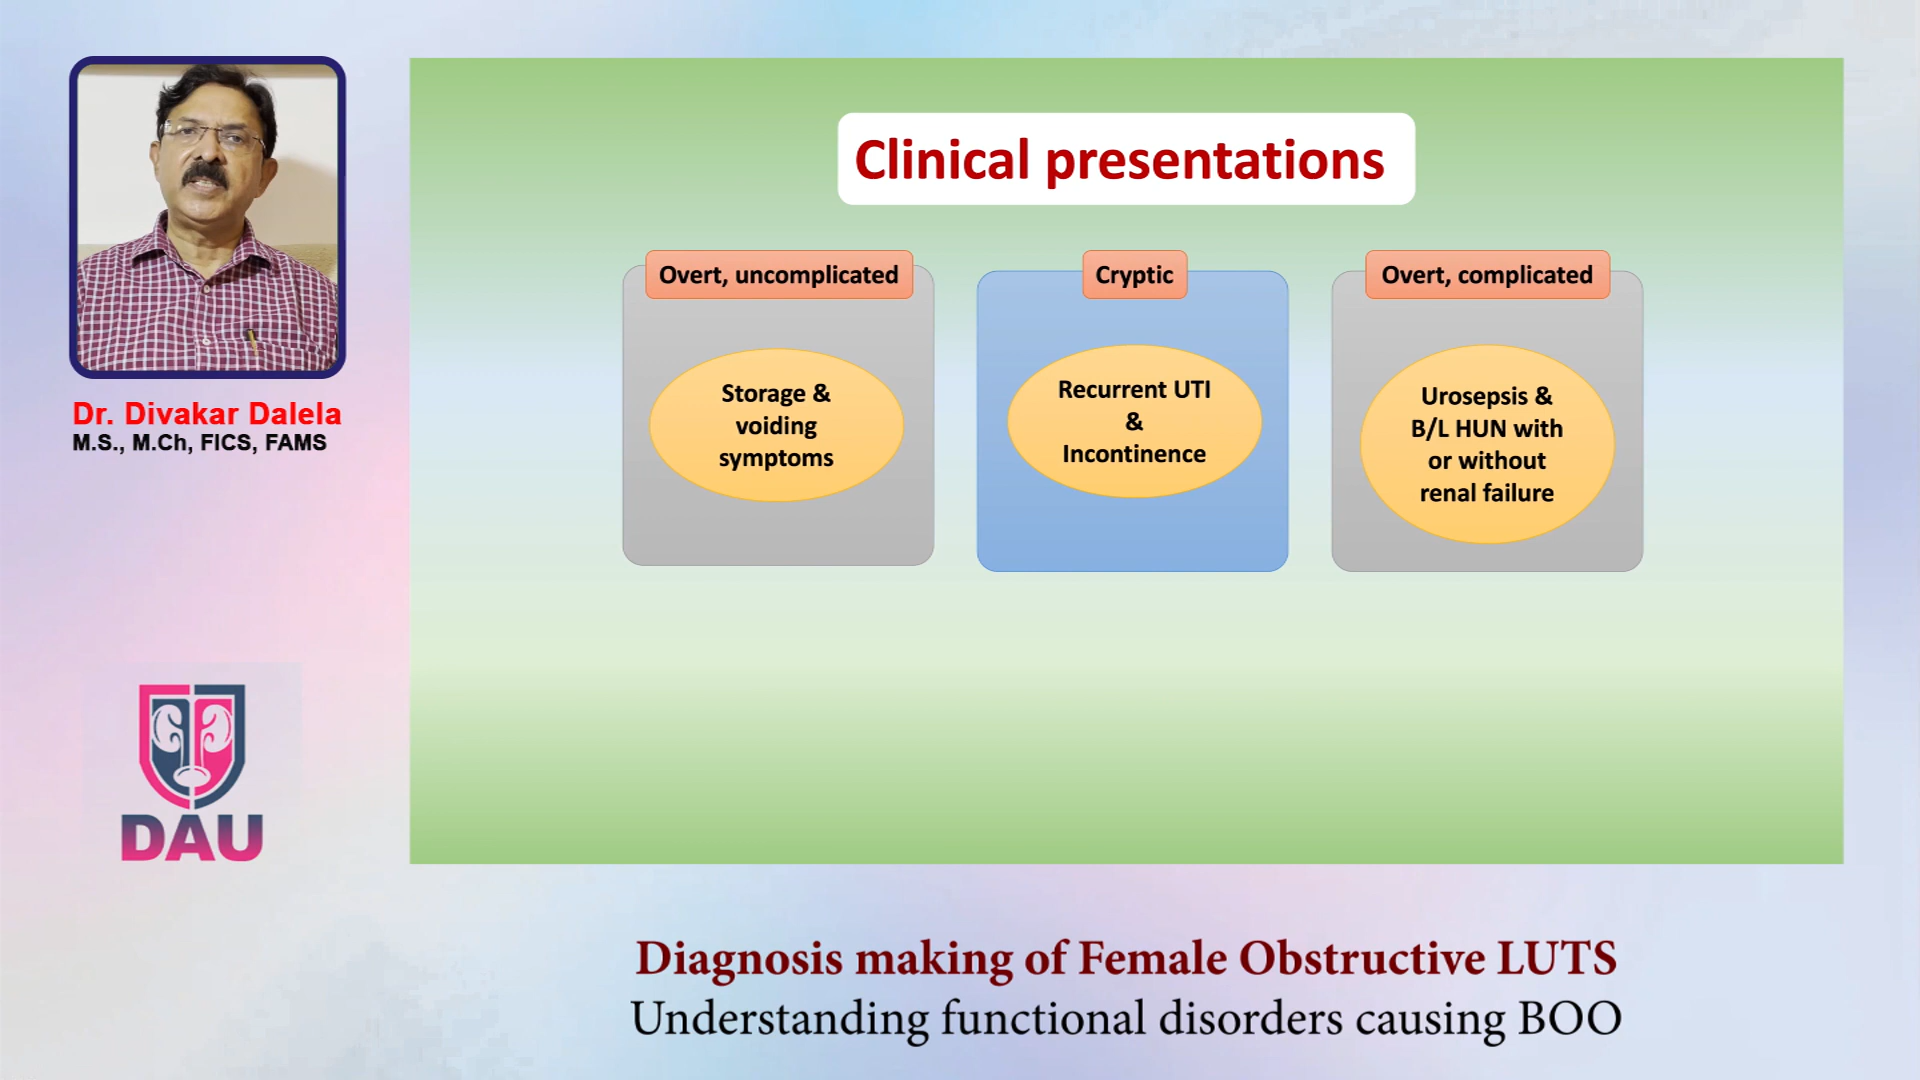 Dr. Divakar Dalela
M.S., M.Ch, FICS, FAMS
DAU
Clinical presentations
Overt, uncomplicated
Storage &
voiding
symptoms
Cryptic
Recurrent UTI
&
Incontinence
Overt, complicated
Urosepsis &
B/L HUN with
or without
renal failure
Diagnosis making of Female Obstructive LUTS
Understanding functional disorders causing BOO